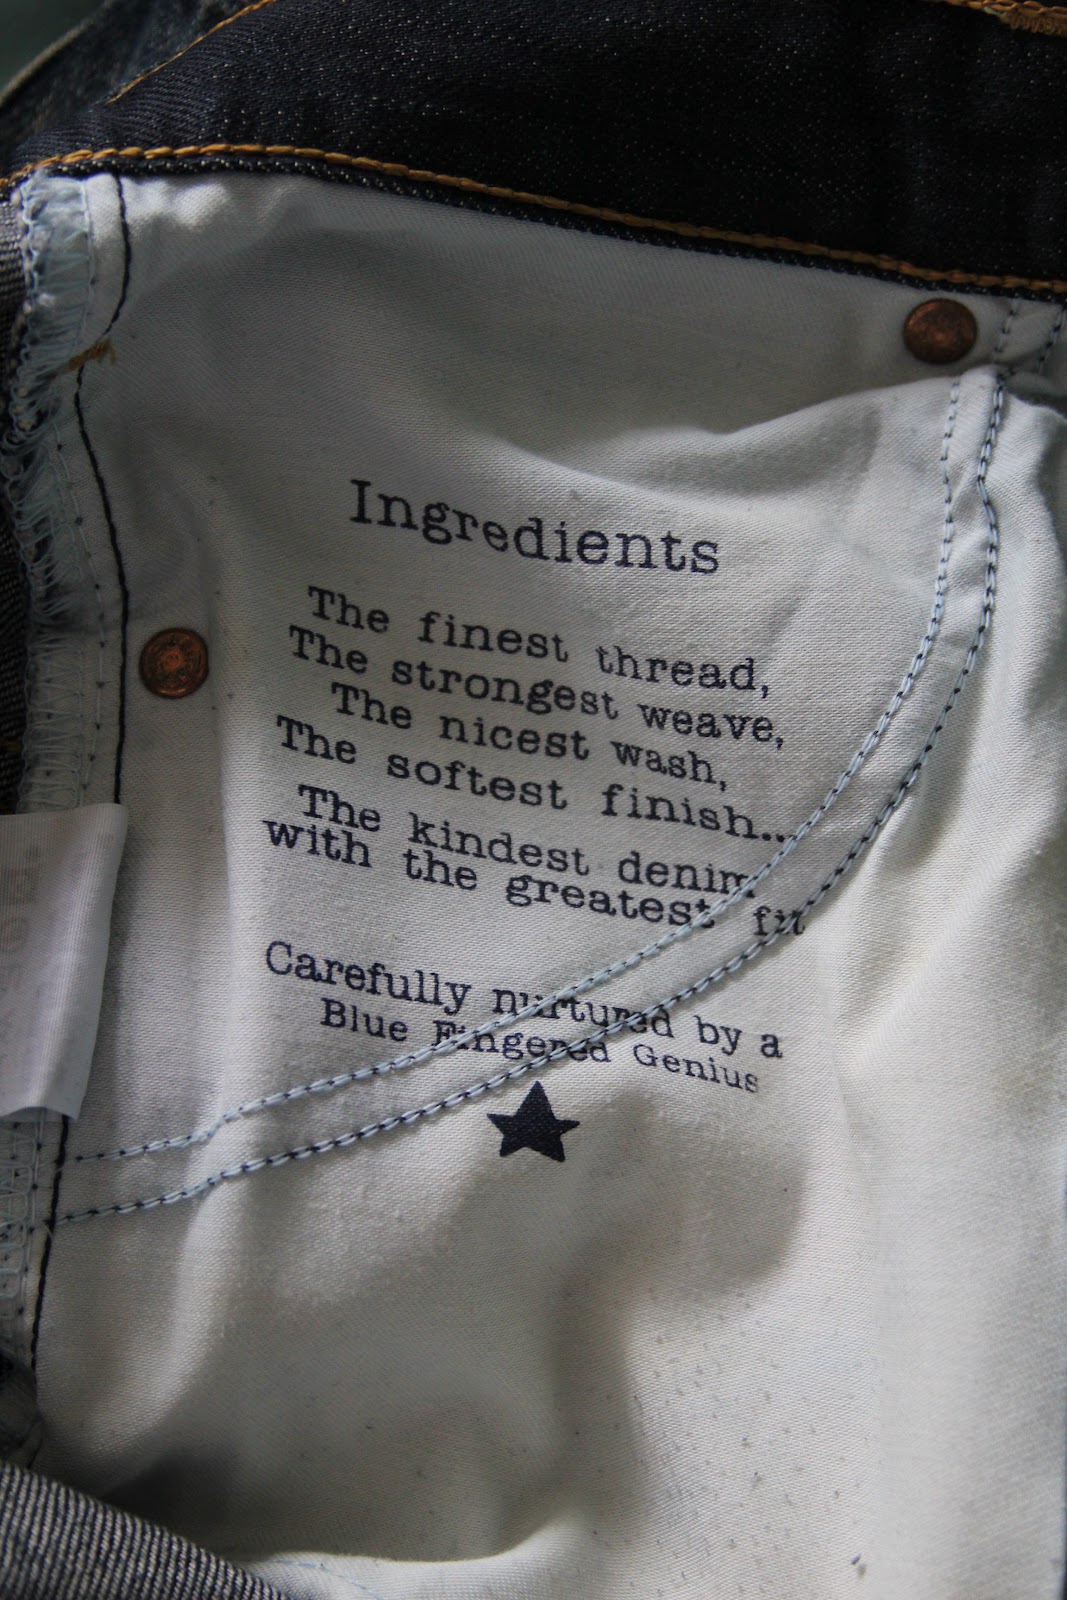 Ingredients
The finest thread,
The strongest weave,
The nicest wash,
The softest finish...
The kindest denim
with the greatest fit
Carefully nurtured by a
Blue Fingered Genius